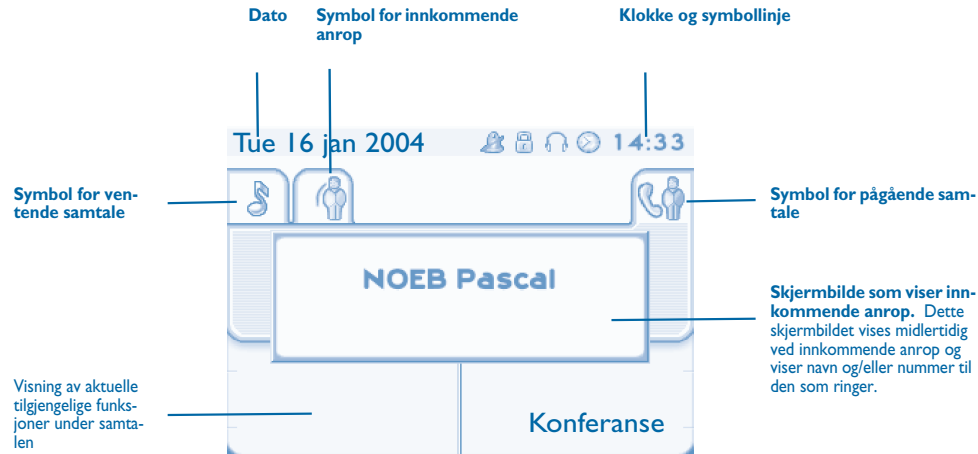 Dato
Symbol for innkommende
anrop
Klokke og symbollinje
Tue 16 jan 2004
14:33
Symbol for ven-
tende samtale
Symbol for pågående sam-
tale
NOEB Pascal
Skjermbilde som viser inn-
kommende anrop. Dette
skjermbildet vises midlertidig
ved innkommende anrop og
viser navn og/eller nummer til
den som ringer.
Visning av aktuelle
tilgjengelige funks-
joner under samta-
len
Konferanse